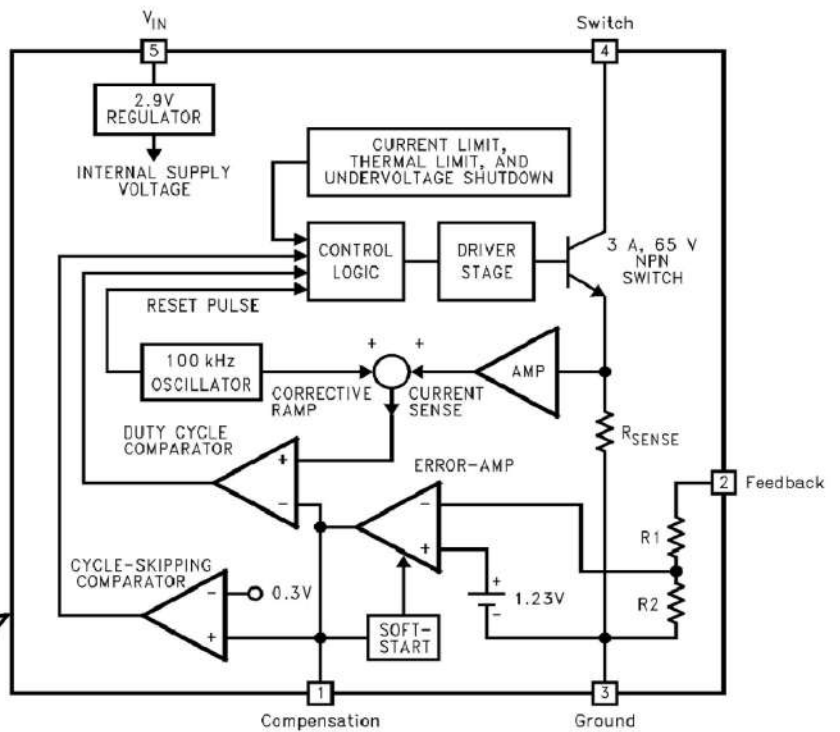 VIN
Switch
5
4
2.9V
REGULATOR
INTERNAL SUPPLY
VOLTAGE
CURRENT LIMIT,
THERMAL LIMIT, AND
UNDERVOLTAGE SHUTDOWN
CONTROL
LOGIC
DRIVER
STAGE
3 A, 65 V
NPN
SWITCH
RESET PULSE
100 kHz
OSCILLATOR
+
+
CORRECTIVE
RAMP
CURRENT
SENSE
AMP
RSENSE
DUTY CYCLE
COMPARATOR
+
-
ERROR-AMP
-
+
2
Feedback
R1
R2
CYCLE-SKIPPING
COMPARATOR
-
+
0.3V
SOFT-
START
+
-
1.23V
1
3
Compensation
Ground